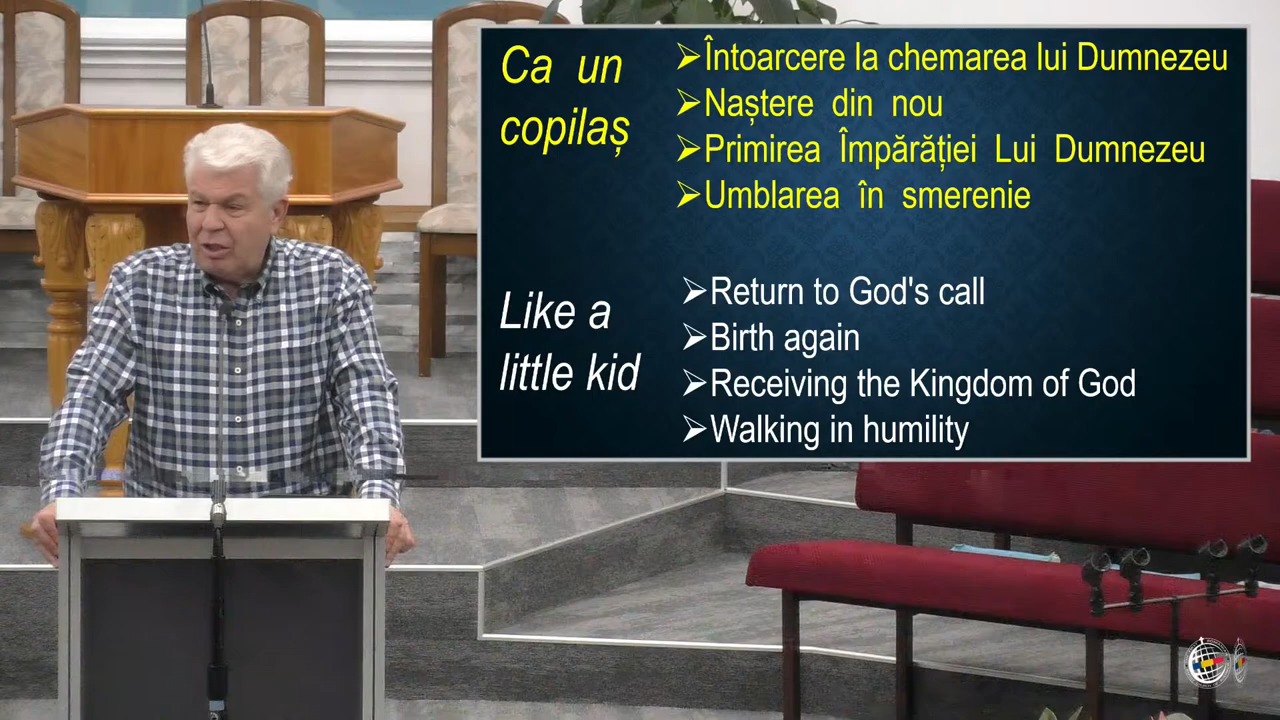 Ca un
copilaș
Întoarcere la chemarea lui Dumnezeu
Naștere din nou
Primirea Împărăției Lui Dumnezeu
Umblarea în smerenie
Like a
little kid
Return to God's call
Birth again
Receiving the Kingdom of God
Walking in humility